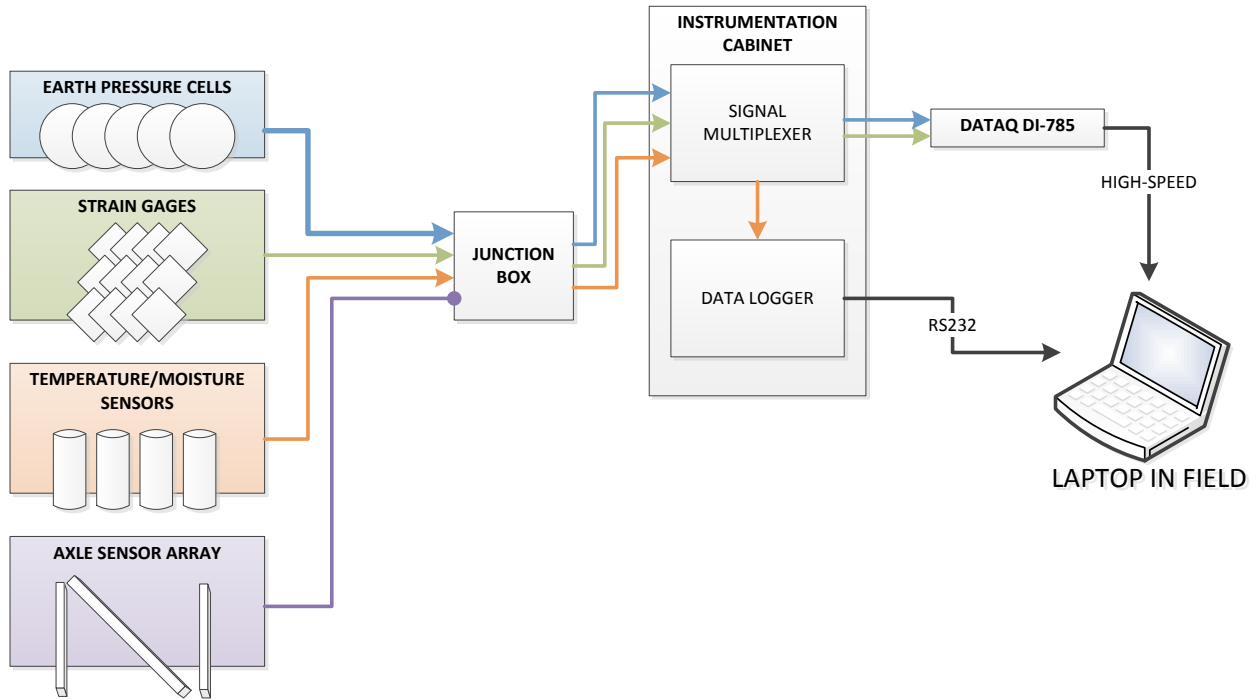 EARTH PRESSURE CELLS
STRAIN GAGES
TEMPERATURE/MOISTURE
SENSORS
AXLE SENSOR ARRAY
JUNCTION
BOX
INSTRUMENTATION
CABINET
SIGNAL
MULTIPLEXER
DATA LOGGER
DATAQ DI-785
HIGH-SPEED
RS232
LAPTOP IN FIELD